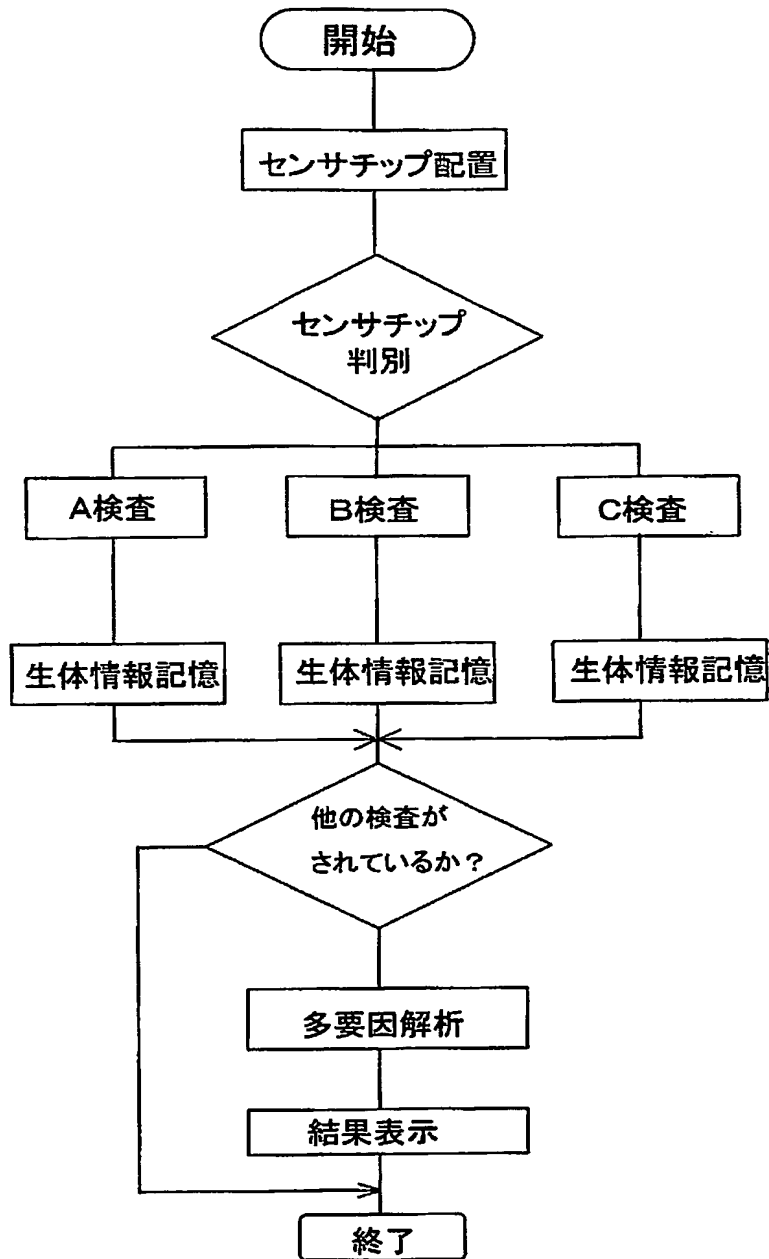 開始
センサチップ配置
センサチップ
判別
A検査
B検査
C検査
生体情報記憶
生体情報記憶
生体情報記憶
他の検査が
されているか?
多要因解析
結果表示
終了